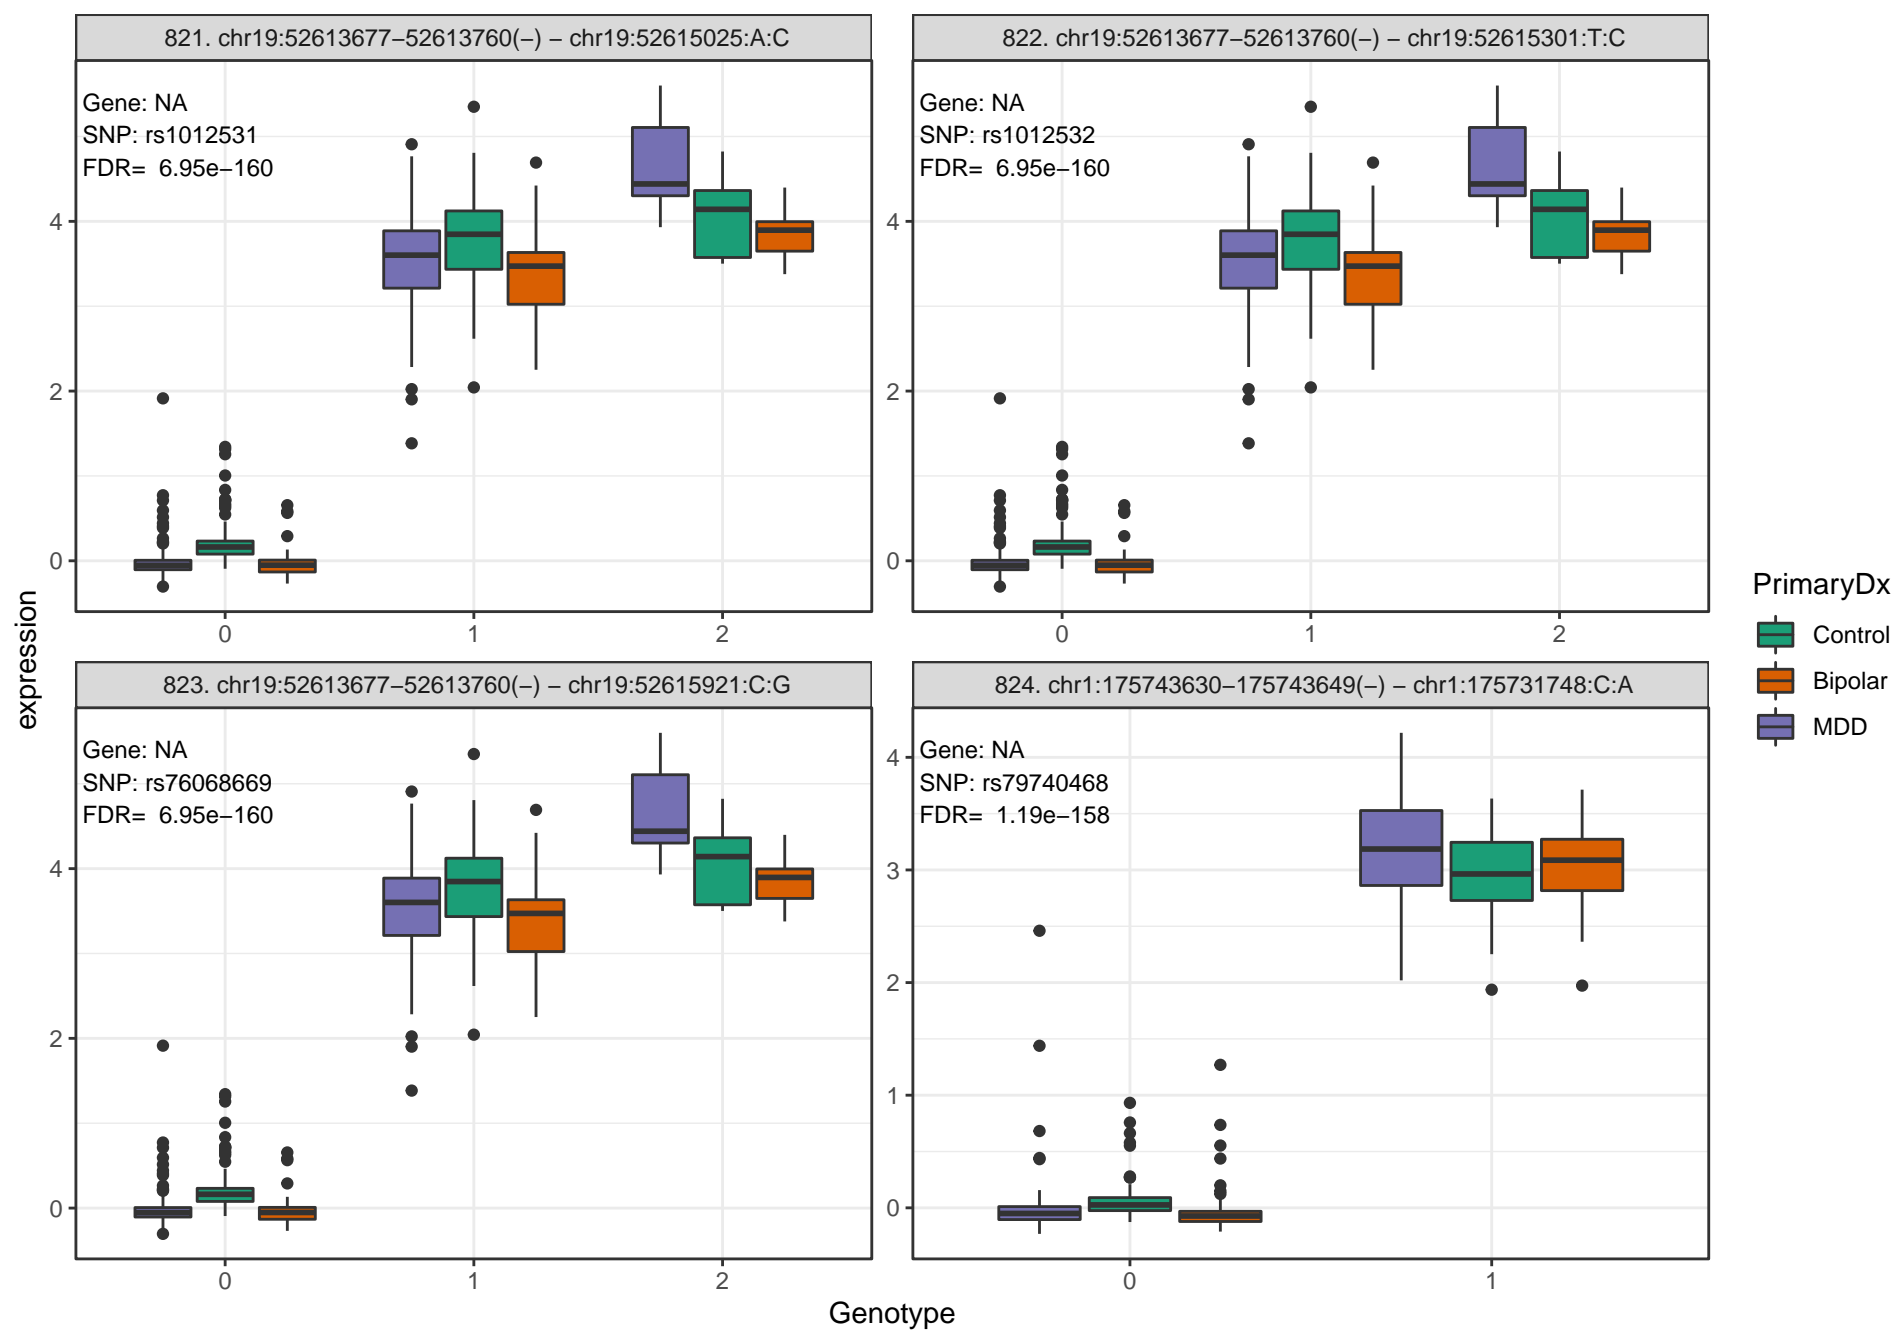 821. chr19:52613677−52613760(−) − chr19:52615025:A:C
Gene: NA
SNP: rs1012531
FDR= 6.95e−160
4
2
0
0
1
2
822. chr19:52613677−52613760(−) − chr19:52615301:T:C
Gene: NA
SNP: rs1012532
FDR= 6.95e−160
4
2
0
0
1
2
823. chr19:52613677−52613760(−) − chr19:52615921:C:G
Gene: NA
SNP: rs76068669
FDR= 6.95e−160
4
2
0
0
1
2
824. chr1:175743630−175743649(−) − chr1:175731748:C:A
Gene: NA
SNP: rs79740468
FDR= 1.19e−158
4
3
2
1
0
0
1
expression
Genotype
PrimaryDx
Control
Bipolar
MDD